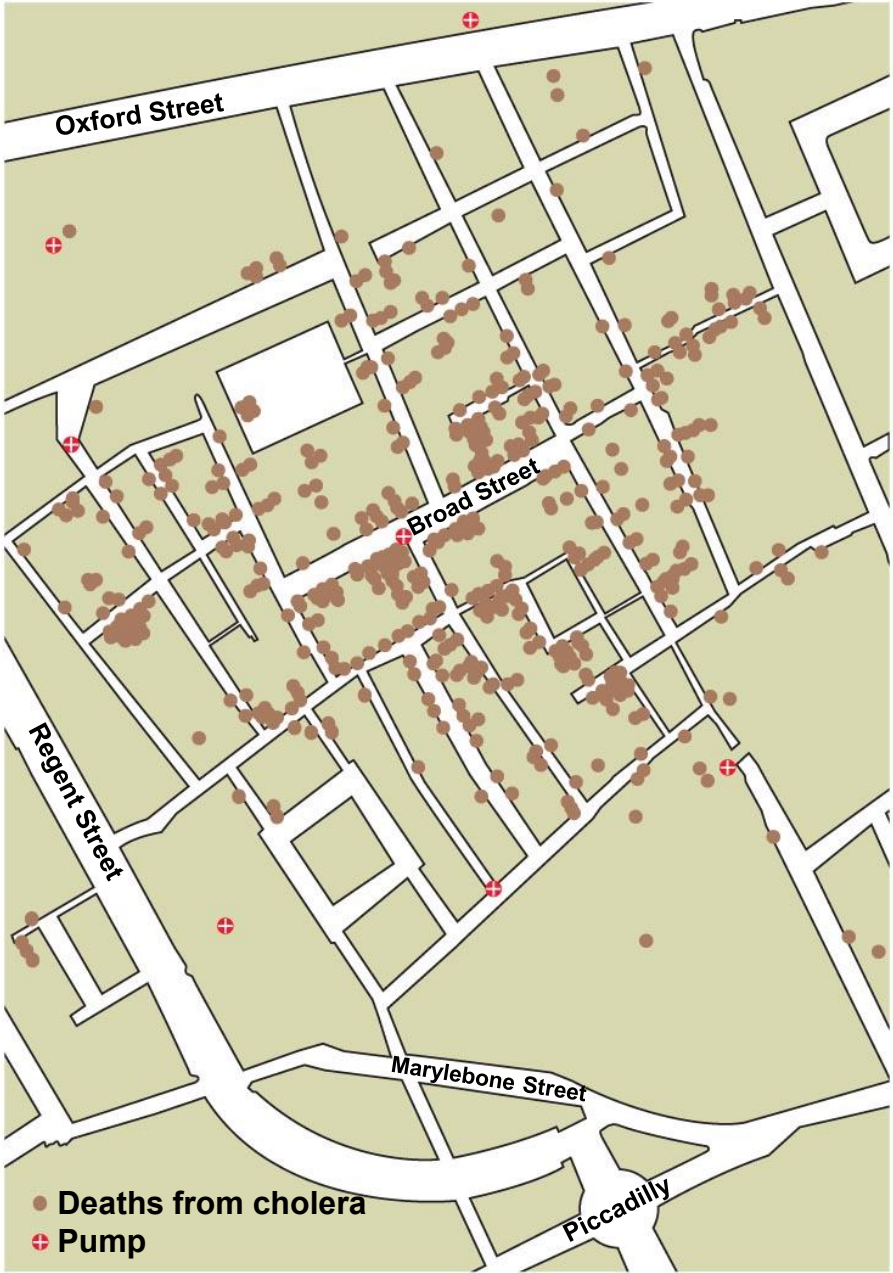 Oxford Street
Broad Street
Regent Street
Marylebone Street
Piccadilly
Deaths from cholera
Pump